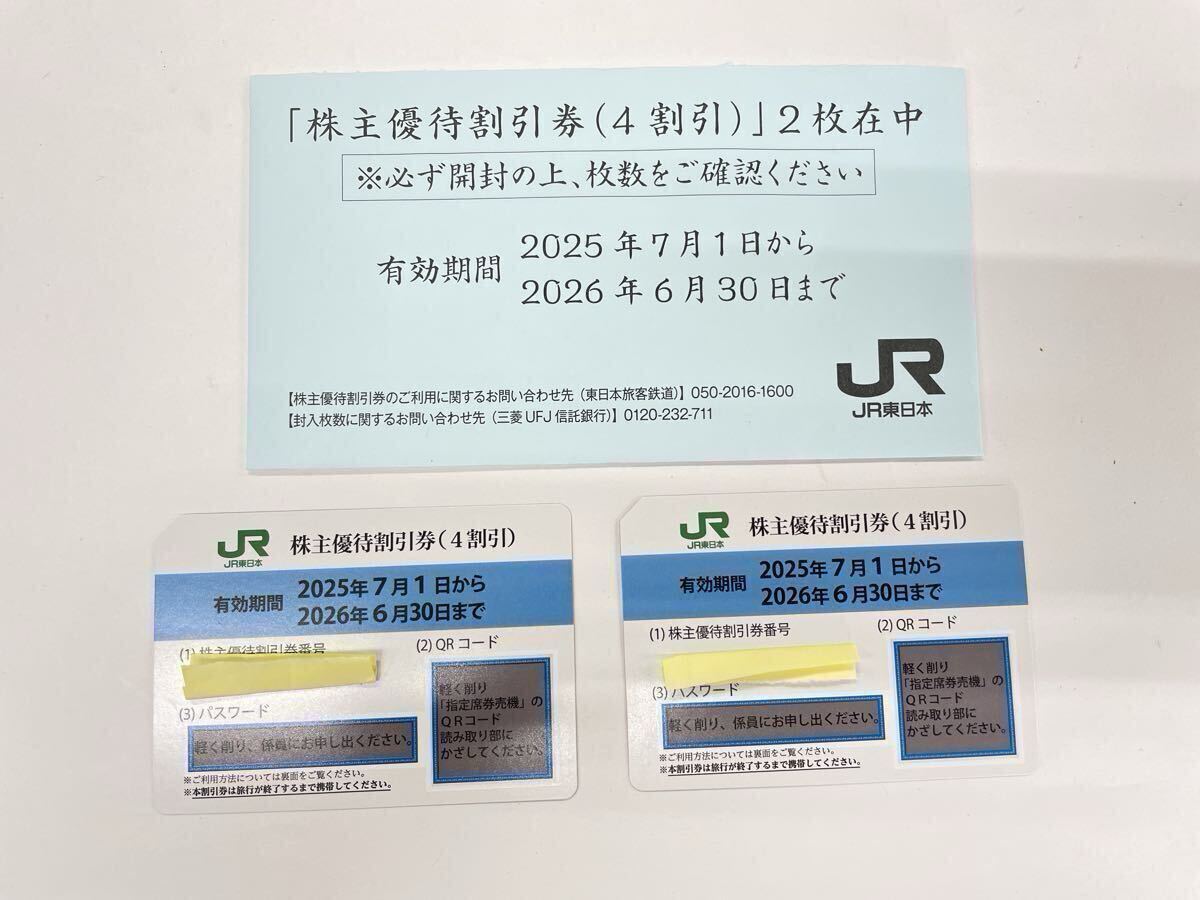 「株主優待割引券(4割引)」2枚在中
※必ず開封の上、枚数をご確認ください
有効期間
2025年7月1日から
2026年6月30日まで
【株主優待割引券のご利用に関するお問い合わせ先(東日本旅客鉄道)】050-2016-1600
【封入枚数に関するお問い合わせ先(三菱UFJ信託銀行)】0120-232-711
JR
JR東日本
JR
JR東日本
株主優待割引券(4割引)
有効期間
2025年7月1日から
2026年6月30日まで
(1)株主優待割引券番号
(2)QRコード
軽く削り
「指定席券売機」の
QRコード
読み取り部に
かざしてください。
(3)パスワード
軽く削り、係員にお申し出ください。
※ご利用方法については裏面をご覧ください。
※本割引券は旅行が終了するまで携帯してください。
JR
JR東日本
株主優待割引券(4割引)
有効期間
2025年7月1日から
2026年6月30日まで
(1)株主優待割引券番号
(2)QRコード
軽く削り
「指定席券売機」の
QRコード
読み取り部に
かざしてください。
(3)パスワード
軽く削り、係員にお申し出ください。
※ご利用方法については裏面をご覧ください。
※本割引券は旅行が終了するまで携帯してください。